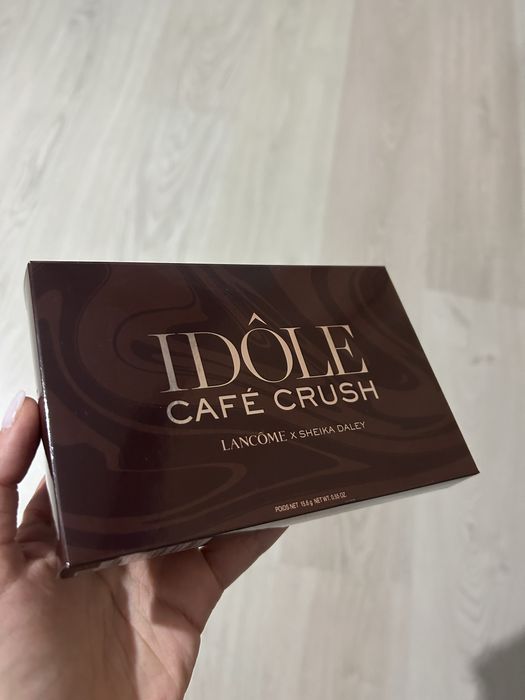 IDÔLE
CAFÉ CRUSH
LANCÔME X SHEIKA DALEY
POIDS NET 15.6 g NET WT. 0.55 OZ.